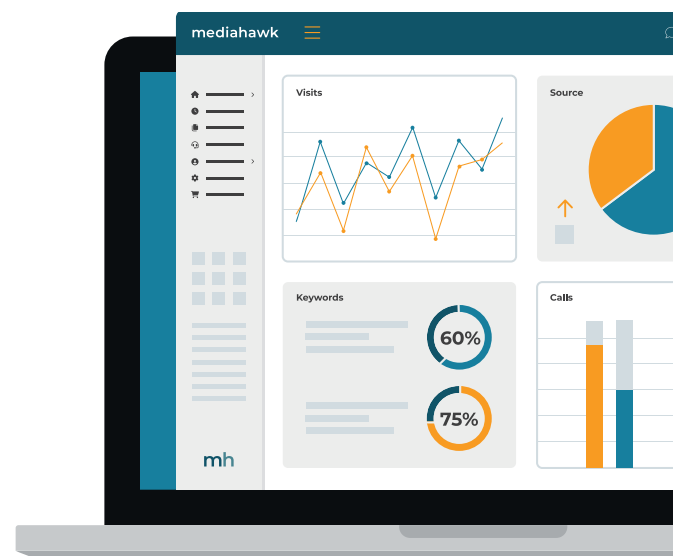 mediahawk
Visits
Source
Keywords
60%
75%
Calls
mh